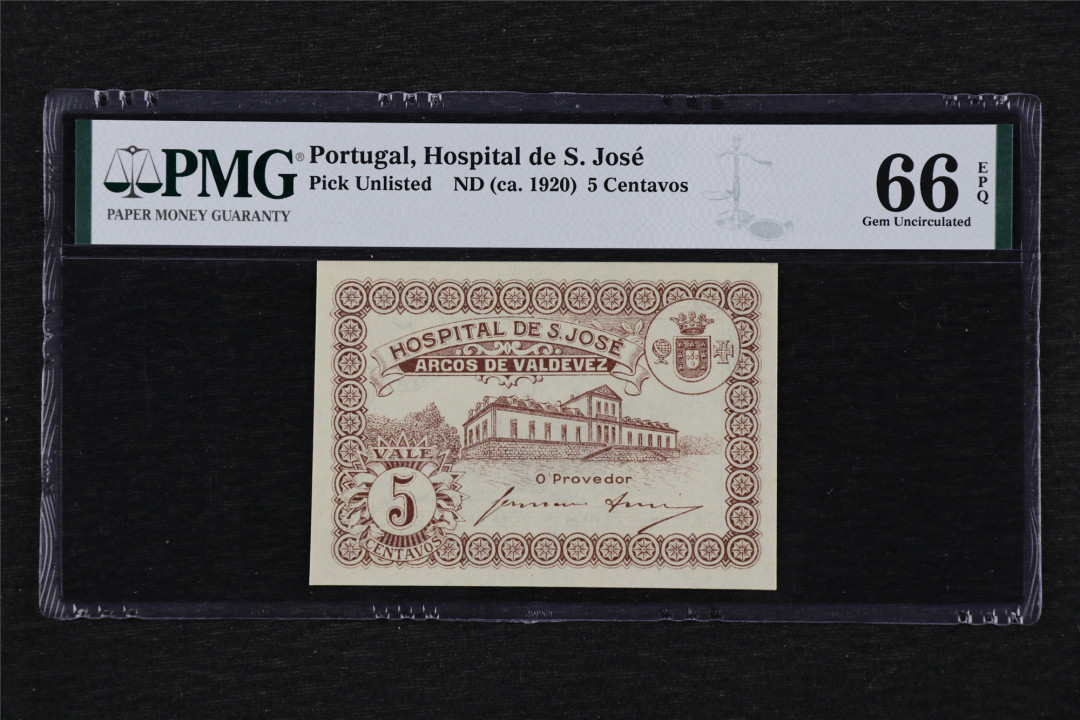 PMG®
PAPER MONEY GUARANTY
Portugal, Hospital de S. José
Pick Unlisted ND (ca. 1920) 5 Centavos
66
EPQ
Gem Uncirculated
HOSPITAL DE S. JOSÉ
ARCOS DE VALDEVEZ
VALE
5
CENTAVOS
O Provedor